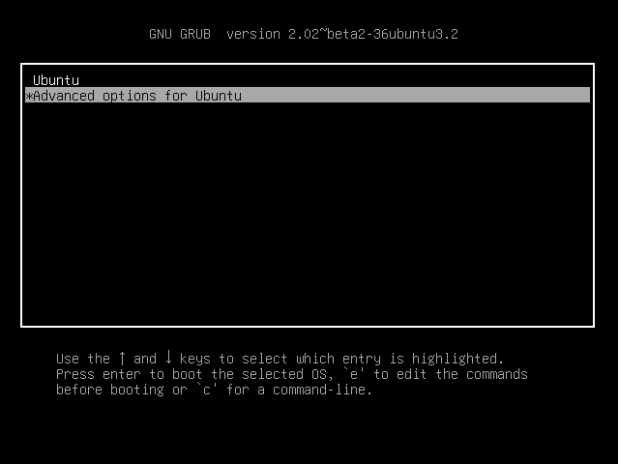 GNU GRUB  version 2.02~beta2-36ubuntu3.2
Ubuntu
*Advanced options for Ubuntu
Use the ↑ and ↓ keys to select which entry is highlighted.
Press enter to boot the selected OS, `e' to edit the commands
before booting or `c' for a command-line.